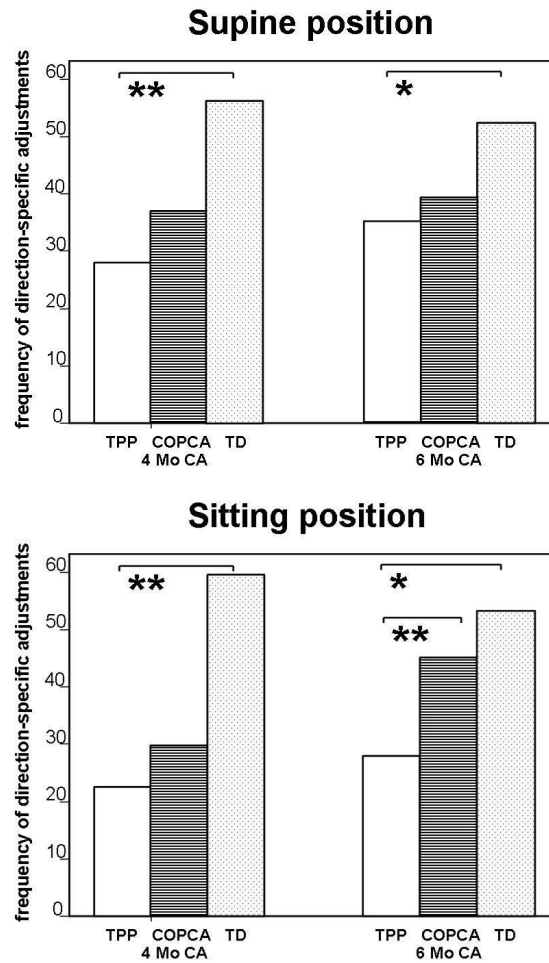 Supine position
frequency of direction-specific adjustments
60
50
40
30
20
10
0
** *
TPP COPCA TD TPP COPCA TD
4 Mo CA 6 Mo CA
Sitting position
frequency of direction-specific adjustments
60
50
40
30
20
10
0
** *
**
TPP COPCA TD TPP COPCA TD
4 Mo CA 6 Mo CA